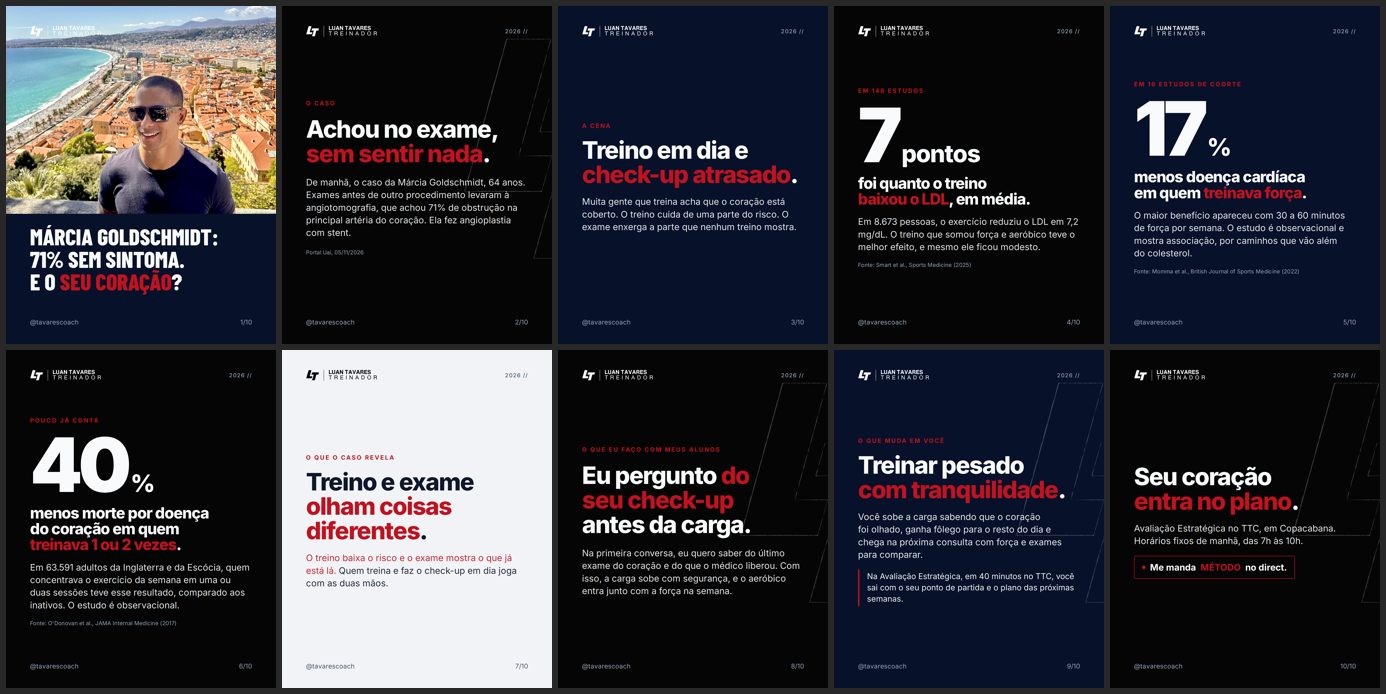 LT | LUAN TAVARES
TREINADOR
MÁRCIA GOLDSCHMIDT:
71% SEM SINTOMA.
E O SEU CORAÇÃO?
@tavarescoach 1/10
LT | LUAN TAVARES
TREINADOR
2026 //
O CASO
Achou no exame,
sem sentir nada.
De manhã, o caso da Márcia Goldschmidt, 64 anos.
Exames antes de outro procedimento levaram à
angiotomografia, que achou 71% de obstrução na
principal artéria do coração. Ela fez angioplastia
com stent.
Portal Uai, 05/11/2026
@tavarescoach 2/10
LT | LUAN TAVARES
TREINADOR
2026 //
A CENA
Treino em dia e
check-up atrasado.
Muita gente que treina acha que o coração está
coberto. O treino cuida de uma parte do risco. O
exame enxerga a parte que nenhum treino mostra.
@tavarescoach 3/10
LT | LUAN TAVARES
TREINADOR
2026 //
EM 148 ESTUDOS
7 pontos
foi quanto o treino
baixou o LDL, em média.
Em 8.673 pessoas, o exercício reduziu o LDL em 7,2
mg/dL. O treino que somou força e aeróbico teve o
melhor efeito, e mesmo ele ficou modesto.
Fonte: Smart et al., Sports Medicine (2025)
@tavarescoach 4/10
LT | LUAN TAVARES
TREINADOR
2026 //
EM 16 ESTUDOS DE COORTE
17 %
menos doença cardíaca
em quem treinava força.
O maior benefício apareceu com 30 a 60 minutos
de força por semana. O estudo é observacional e
mostra associação, por caminhos que vão além
do colesterol.
Fonte: Momma et al., British Journal of Sports Medicine (2022)
@tavarescoach 5/10
LT | LUAN TAVARES
TREINADOR
2026 //
POUCO JÁ CONTA
40 %
menos morte por doença
do coração em quem
treinava 1 ou 2 vezes.
Em 63.591 adultos da Inglaterra e da Escócia, quem
concentrava o exercício da semana em uma ou
duas sessões teve esse resultado, comparado aos
inativos. O estudo é observacional.
Fonte: O'Donovan et al., JAMA Internal Medicine (2017)
@tavarescoach 6/10
LT | LUAN TAVARES
TREINADOR
2026 //
O QUE O CASO REVELA
Treino e exame
olham coisas
diferentes.
O treino baixa o risco e o exame mostra o que já
está lá. Quem treina e faz o check-up em dia joga
com as duas mãos.
@tavarescoach 7/10
LT | LUAN TAVARES
TREINADOR
2026 //
O QUE EU FAÇO COM MEUS ALUNOS
Eu pergunto do
seu check-up
antes da carga.
Na primeira conversa, eu quero saber do último
exame do coração e do que o médico liberou. Com
isso, a carga sobe com segurança, e o aeróbico
entra junto com a força na semana.
@tavarescoach 8/10
LT | LUAN TAVARES
TREINADOR
2026 //
O QUE MUDA EM VOCÊ
Treinar pesado
com tranquilidade.
Você sobe a carga sabendo que o coração
foi olhado, ganha fôlego para o resto do dia e
chega na próxima consulta com força e exames
para comparar.
Na Avaliação Estratégica, em 40 minutos no TTC, você
sai com o seu ponto de partida e o plano das próximas
semanas.
@tavarescoach 9/10
LT | LUAN TAVARES
TREINADOR
2026 //
Seu coração
entra no plano.
Avaliação Estratégica no TTC, em Copacabana.
Horários fixos de manhã, das 7h às 10h.
Me manda MÉTODO no direct.
@tavarescoach 10/10